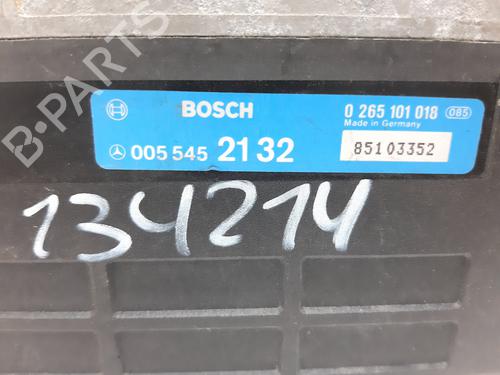 B-PARTS
BOSCH 0 265 101 018 085
Made in Germany
005 545 21 32 85103352
134214